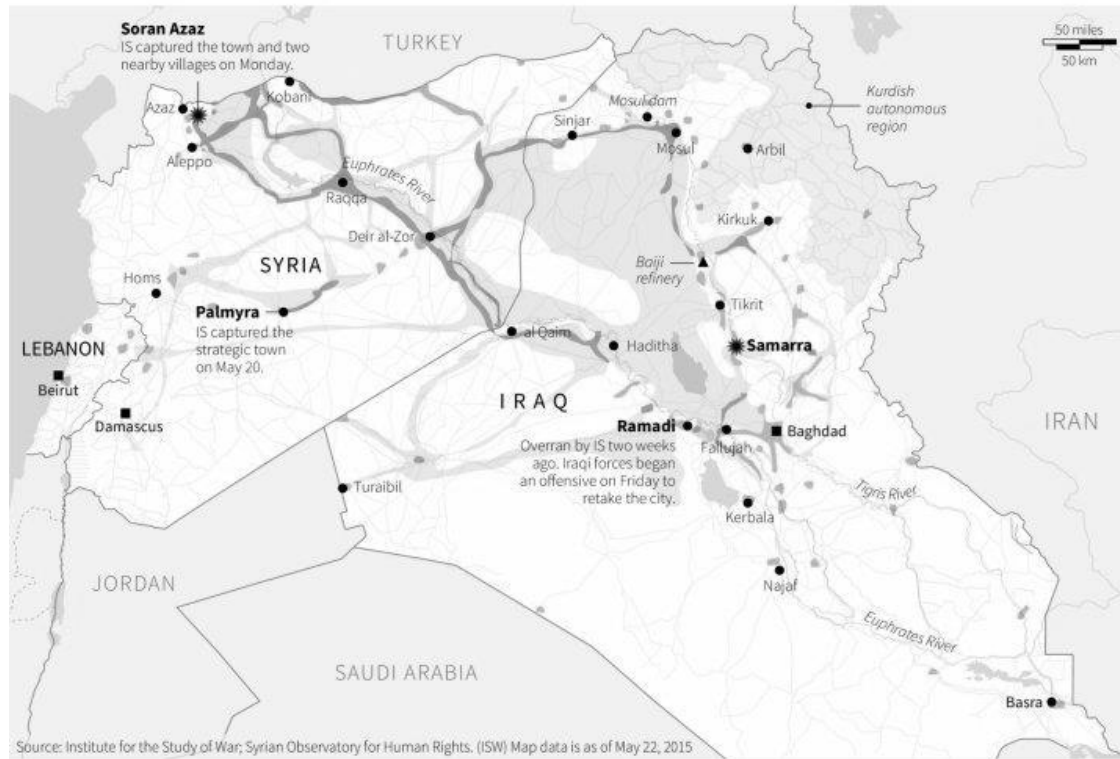 Soran Azaz
IS captured the town and two
nearby villages on Monday.
TURKEY
50 miles
50 km
Kurdish
autonomous
region
Azaz
Kobani
Aleppo
Sinjar
Mosul dam
Mosul
Arbil
Euphrates River
Raqqa
Deir al-Zor
Kirkuk
SYRIA
Baiji
refinery
Homs
Tikrit
Palmyra
IS captured the
strategic town
on May 20.
al Qaim
Haditha
Samarra
LEBANON
Beirut
Damascus
IRAQ
IRAN
Ramadi
Overran by IS two weeks
ago. Iraqi forces began
an offensive on Friday to
retake the city.
Fallujah
Baghdad
Turaibil
Tigris River
Kerbala
JORDAN
Najaf
Euphrates River
SAUDI ARABIA
Basra
Source: Institute for the Study of War; Syrian Observatory for Human Rights. (ISW) Map data is as of May 22, 2015